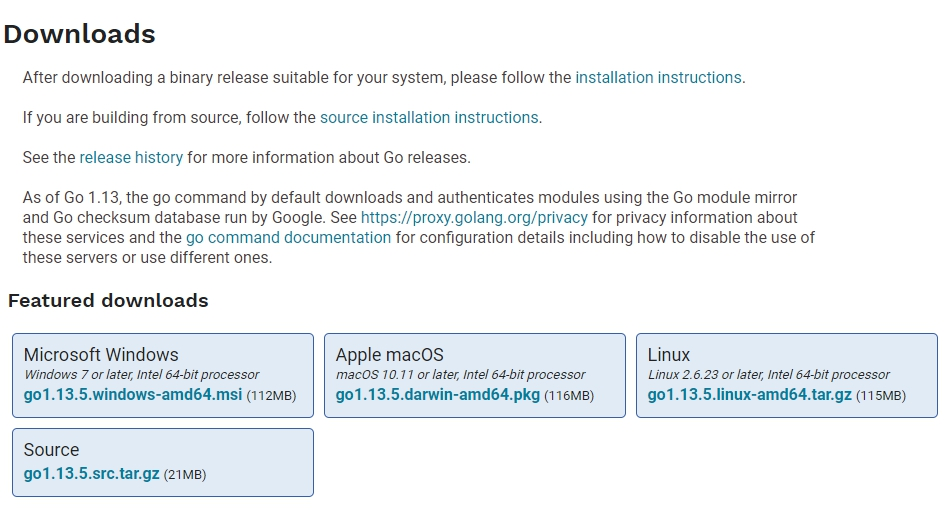 Downloads
After downloading a binary release suitable for your system, please follow the installation instructions.
If you are building from source, follow the source installation instructions.
See the release history for more information about Go releases.
As of Go 1.13, the go command by default downloads and authenticates modules using the Go module mirror
and Go checksum database run by Google. See https://proxy.golang.org/privacy for privacy information about
these services and the go command documentation for configuration details including how to disable the use of
these servers or use different ones.
Featured downloads
Microsoft Windows
Windows 7 or later, Intel 64-bit processor
go1.13.5.windows-amd64.msi (112MB)
Apple macOS
macOS 10.11 or later, Intel 64-bit processor
go1.13.5.darwin-amd64.pkg (116MB)
Linux
Linux 2.6.23 or later, Intel 64-bit processor
go1.13.5.linux-amd64.tar.gz (115MB)
Source
go1.13.5.src.tar.gz (21MB)